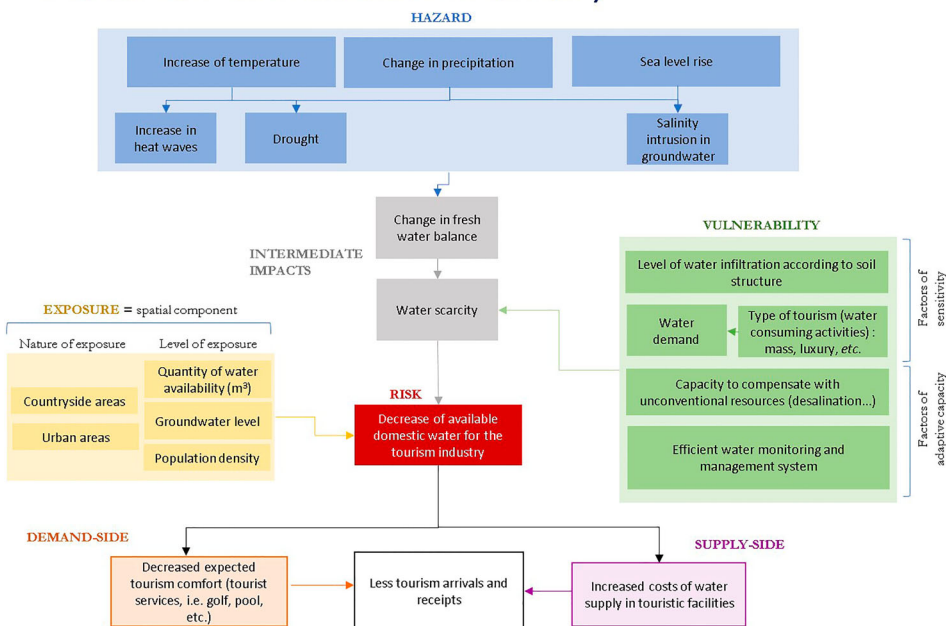 HAZARD
Increase of temperature
Change in precipitation
Sea level rise
Increase in
heat waves
Drought
Salinity
intrusion in
groundwater
Change in fresh
water balance
INTERMEDIATE
IMPACTS
Water scarcity
VULNERABILITY
Level of water infiltration according to soil
structure
Water
demand
Type of tourism (water
consuming activities) :
mass, luxury, etc.
Capacity to compensate with
unconventional resources (desalination...)
Efficient water monitoring and
management system
Factors of
sensitivity
Factors of
adaptive capacity
EXPOSURE = spatial component
Nature of exposure
Level of exposure
Countryside areas
Urban areas
Quantity of water
availability (m³)
Groundwater level
Population density
RISK
Decrease of available
domestic water for the
tourism industry
DEMAND-SIDE
Decreased expected
tourism comfort (tourist
services, i.e. golf, pool,
etc.)
Less tourism arrivals and
receipts
SUPPLY-SIDE
Increased costs of water
supply in touristic facilities